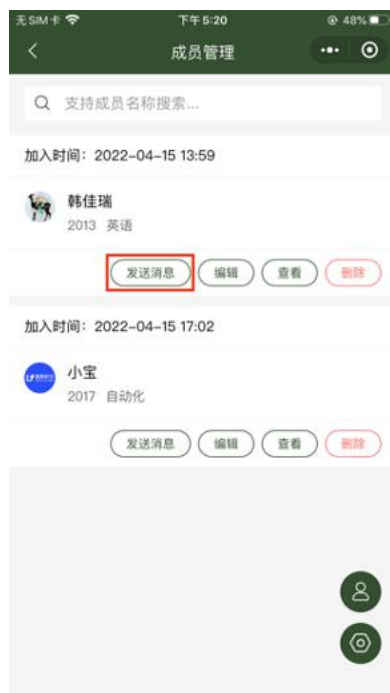 无SIM卡 下午5:20 48%
成员管理
支持成员名称搜索...
加入时间：2022-04-15 13:59
韩佳瑞
2013 英语
发送消息 编辑 查看 删除
加入时间：2022-04-15 17:02
小宝
2017 自动化
发送消息 编辑 查看 删除